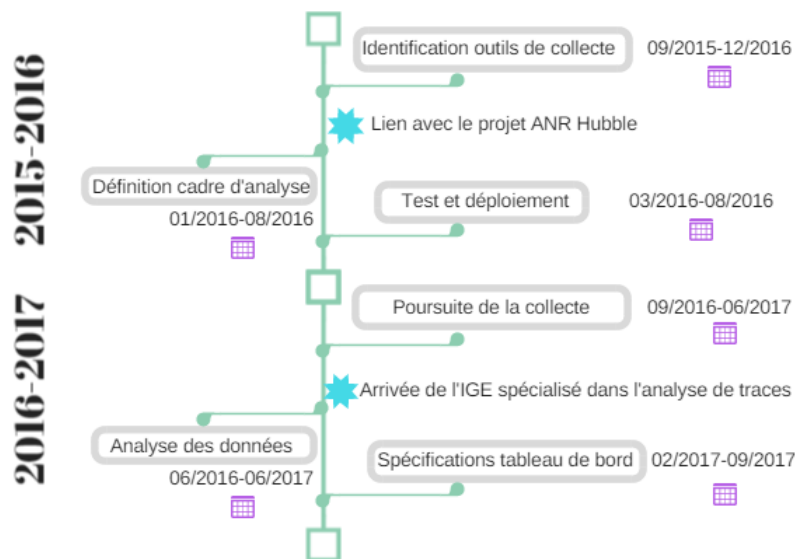 2015-2016
Identification outils de collecte 09/2015-12/2016
Lien avec le projet ANR Hubble
Définition cadre d'analyse
01/2016-08/2016
Test et déploiement 03/2016-08/2016
2016-2017
Poursuite de la collecte 09/2016-06/2017
Arrivée de l'IGE spécialisé dans l'analyse de traces
Analyse des données
06/2016-06/2017
Spécifications tableau de bord 02/2017-09/2017